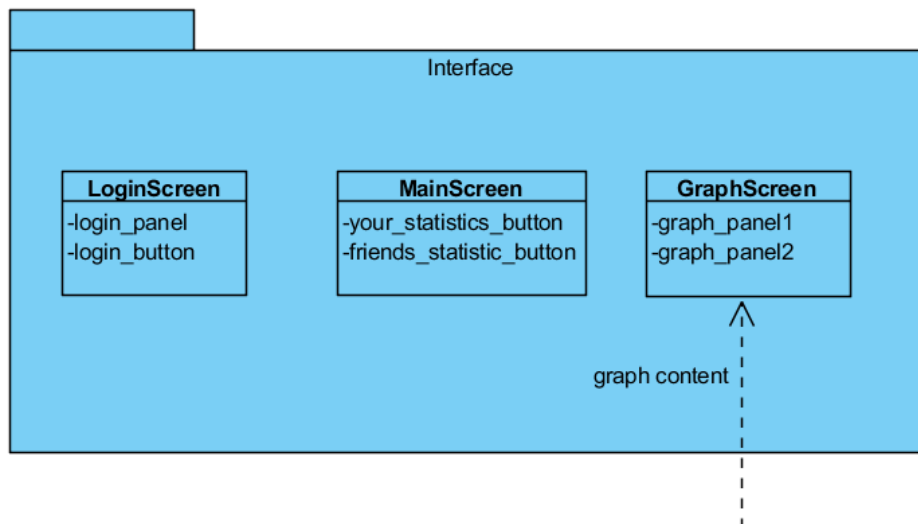 Interface
LoginScreen
-login_panel
-login_button
MainScreen
-your_statistics_button
-friends_statistic_button
GraphScreen
-graph_panel1
-graph_panel2
graph content